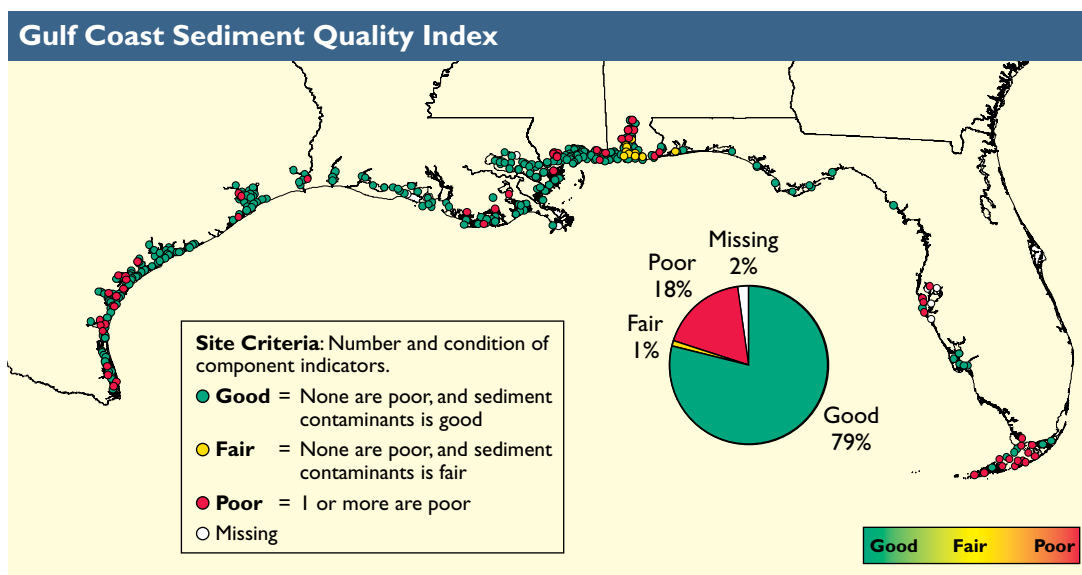 Gulf Coast Sediment Quality Index
Missing
2%
Poor
18%
Fair
1%
Good
79%
Site Criteria: Number and condition of
component indicators.
Good = None are poor, and sediment
contaminants is good
Fair = None are poor, and sediment
contaminants is fair
Poor = 1 or more are poor
Missing
Good Fair Poor